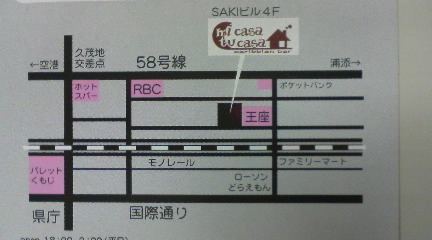 SAKIビル4F
mi casa
tu casa
caribbean bar
←空港
久茂地
交差点
58号線
浦添→
ホット
スパー
RBC
ポケットバンク
王座
パレット
くもじ
モノレール
ファミリーマート
ローソン
どらえもん
県庁
国際通り